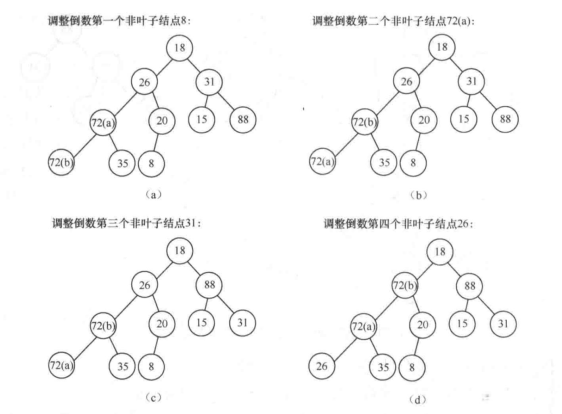 调整倒数第一个非叶子结点8: 调整倒数第二个非叶子结点72(a):
18 18
26 31 26 31
72(a) 20 15 88 72(b) 20 15 88
72(b) 35 8 72(a) 35 8
(a) (b)
调整倒数第三个非叶子结点31: 调整倒数第四个非叶子结点26:
18 18
26 88 72(b) 88
72(b) 20 15 31 72(a) 20 15 31
72(a) 35 8 26 35 8
(c) (d)